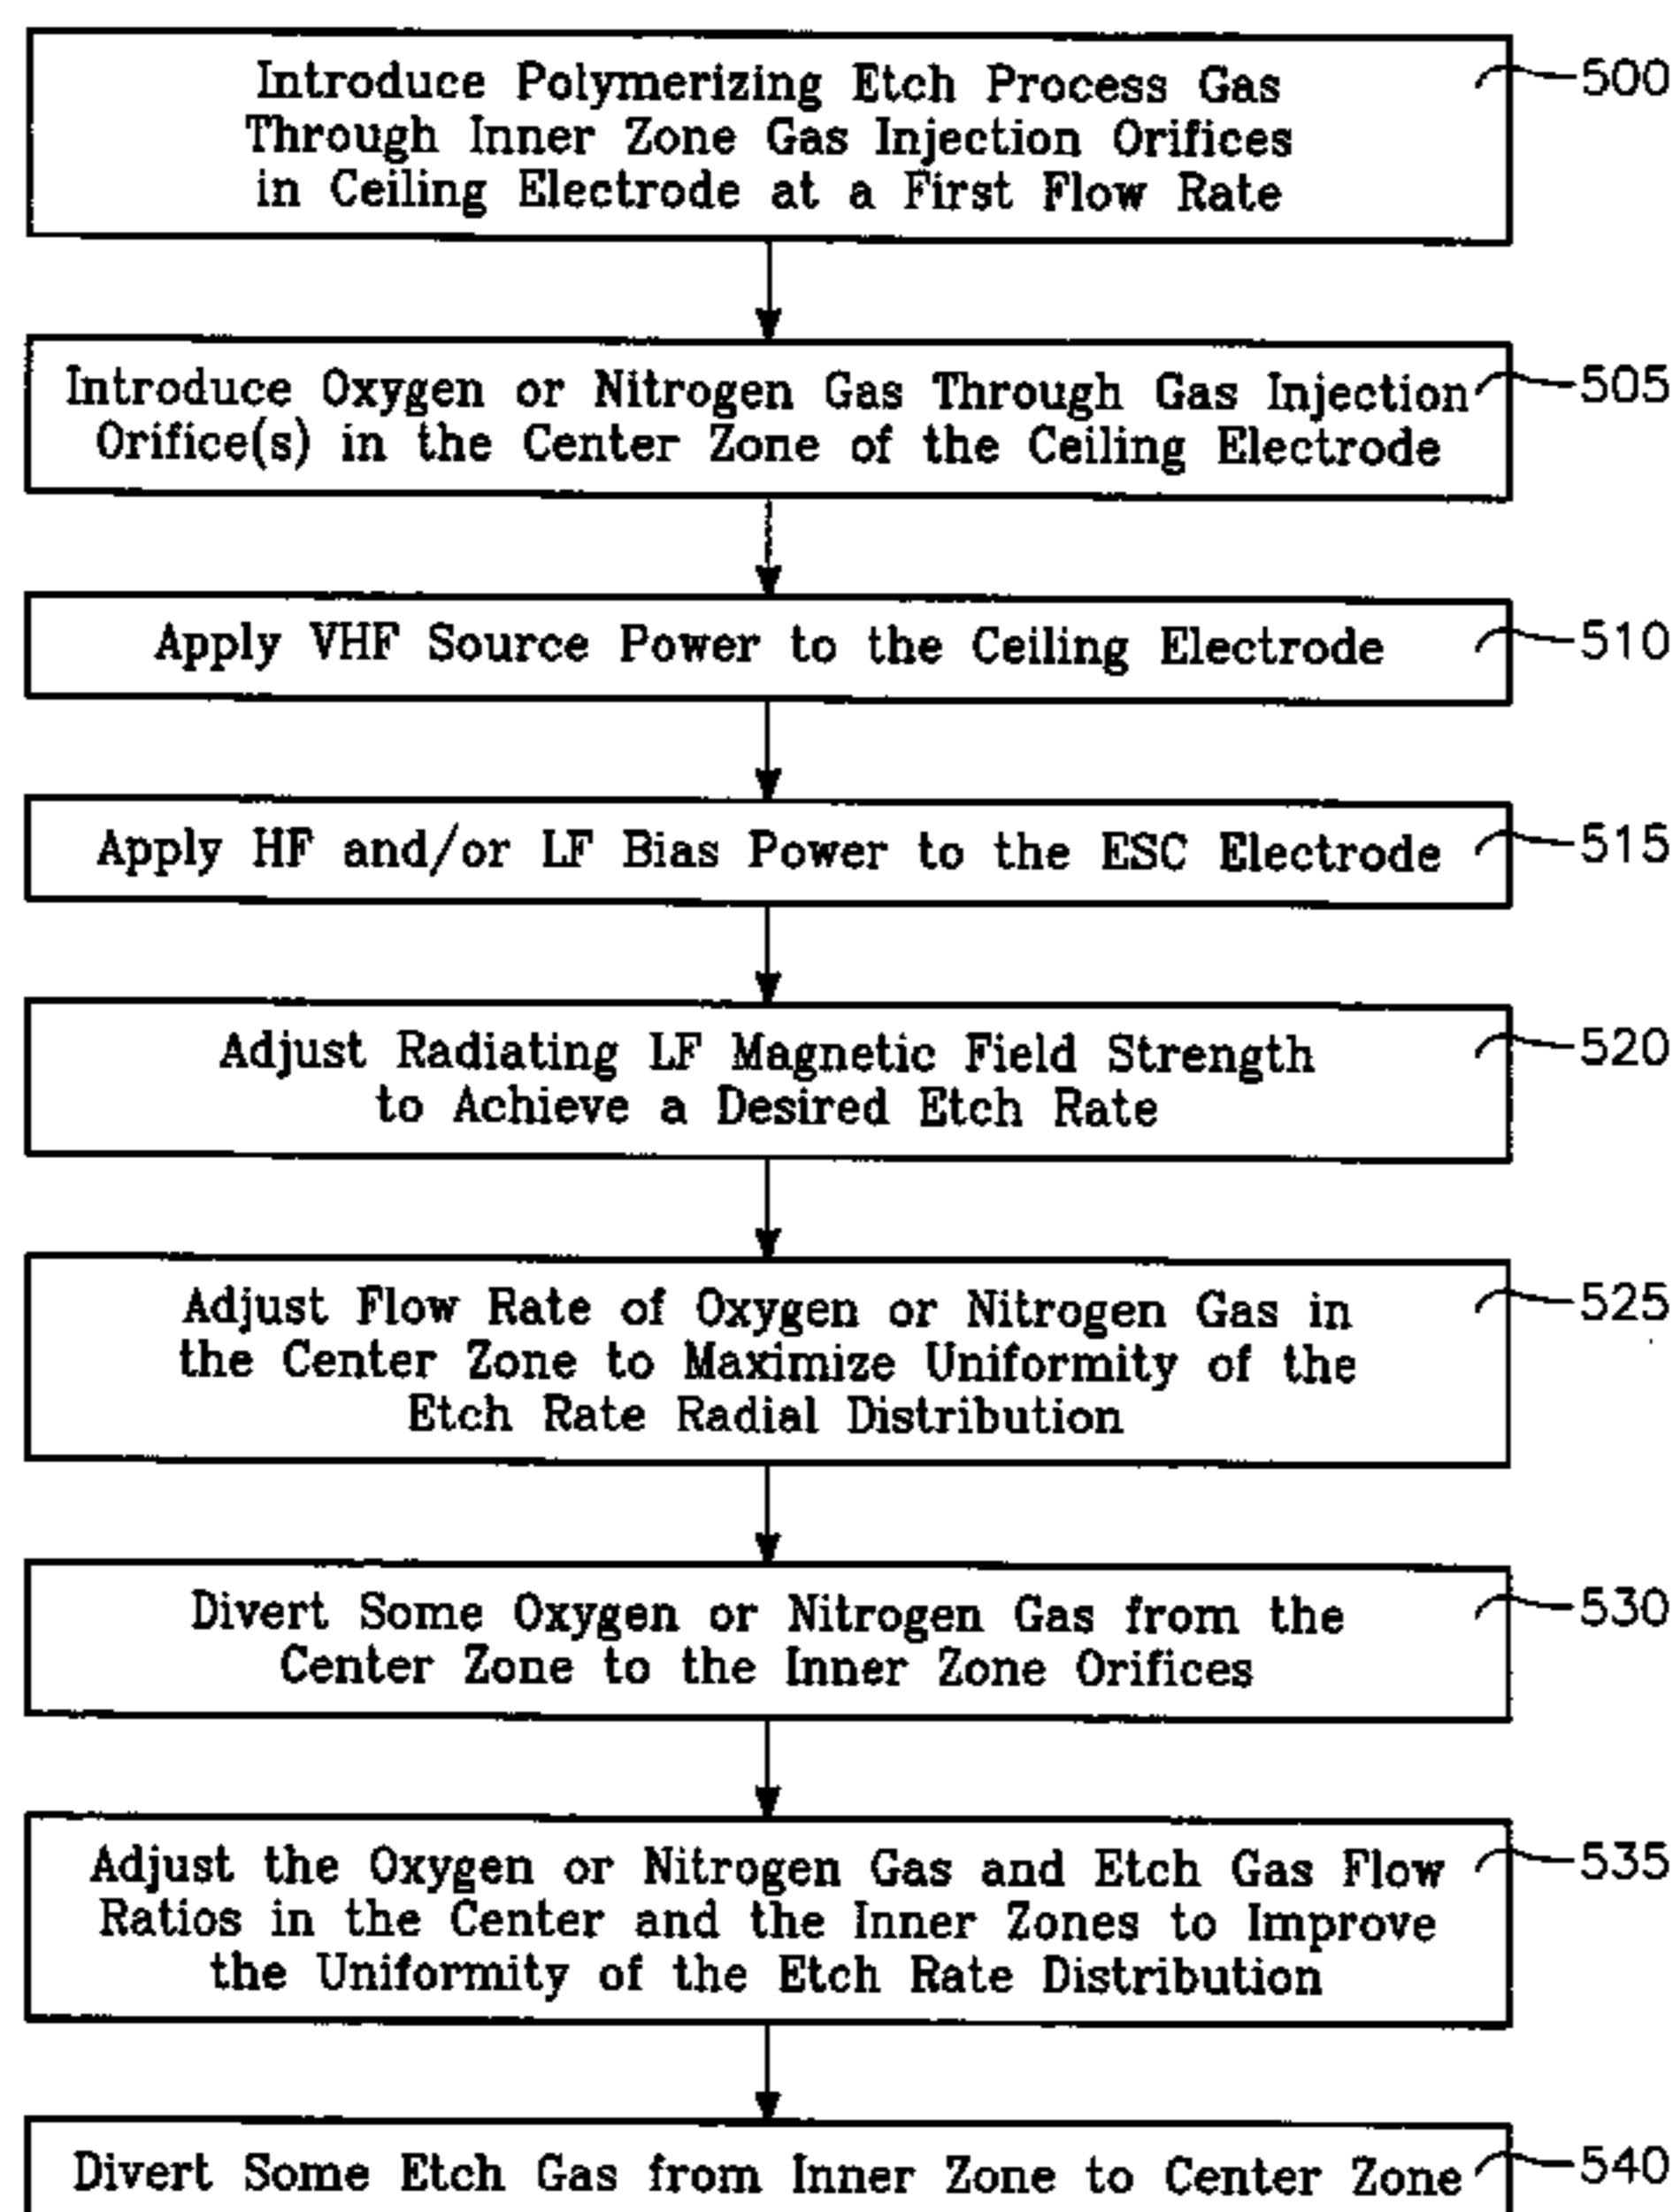 Introduce Polymerizing Etch Process Gas
Through Inner Zone Gas Injection Orifices
in Ceiling Electrode at a First Flow Rate
500
Introduce Oxygen or Nitrogen Gas Through Gas Injection
Orifice(s) in the Center Zone of the Ceiling Electrode
505
Apply VHF Source Power to the Ceiling Electrode
510
Apply HF and/or LF Bias Power to the ESC Electrode
515
Adjust Radiating LF Magnetic Field Strength
to Achieve a Desired Etch Rate
520
Adjust Flow Rate of Oxygen or Nitrogen Gas in
the Center Zone to Maximize Uniformity of the
Etch Rate Radial Distribution
525
Divert Some Oxygen or Nitrogen Gas from the
Center Zone to the Inner Zone Orifices
530
Adjust the Oxygen or Nitrogen Gas and Etch Gas Flow
Ratios in the Center and the Inner Zones to Improve
the Uniformity of the Etch Rate Distribution
535
Divert Some Etch Gas from Inner Zone to Center Zone
540